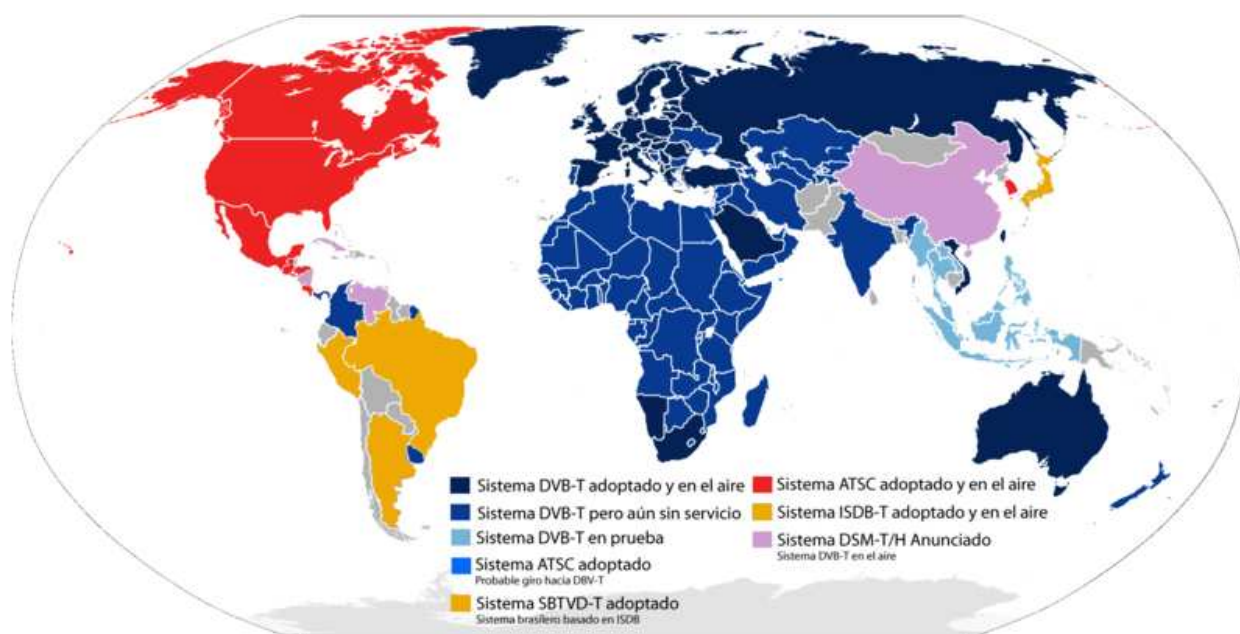 Sistema DVB-T adoptado y en el aire
Sistema DVB-T pero aún sin servicio
Sistema DVB-T en prueba
Sistema ATSC adoptado
Probable giro hacia DBV-T
Sistema SBTVD-T adoptado
Sistema brasilero basado en ISDB
Sistema ATSC adoptado y en el aire
Sistema ISDB-T adoptado y en el aire
Sistema DSM-T/H Anunciado
Sistema DVB-T en el aire